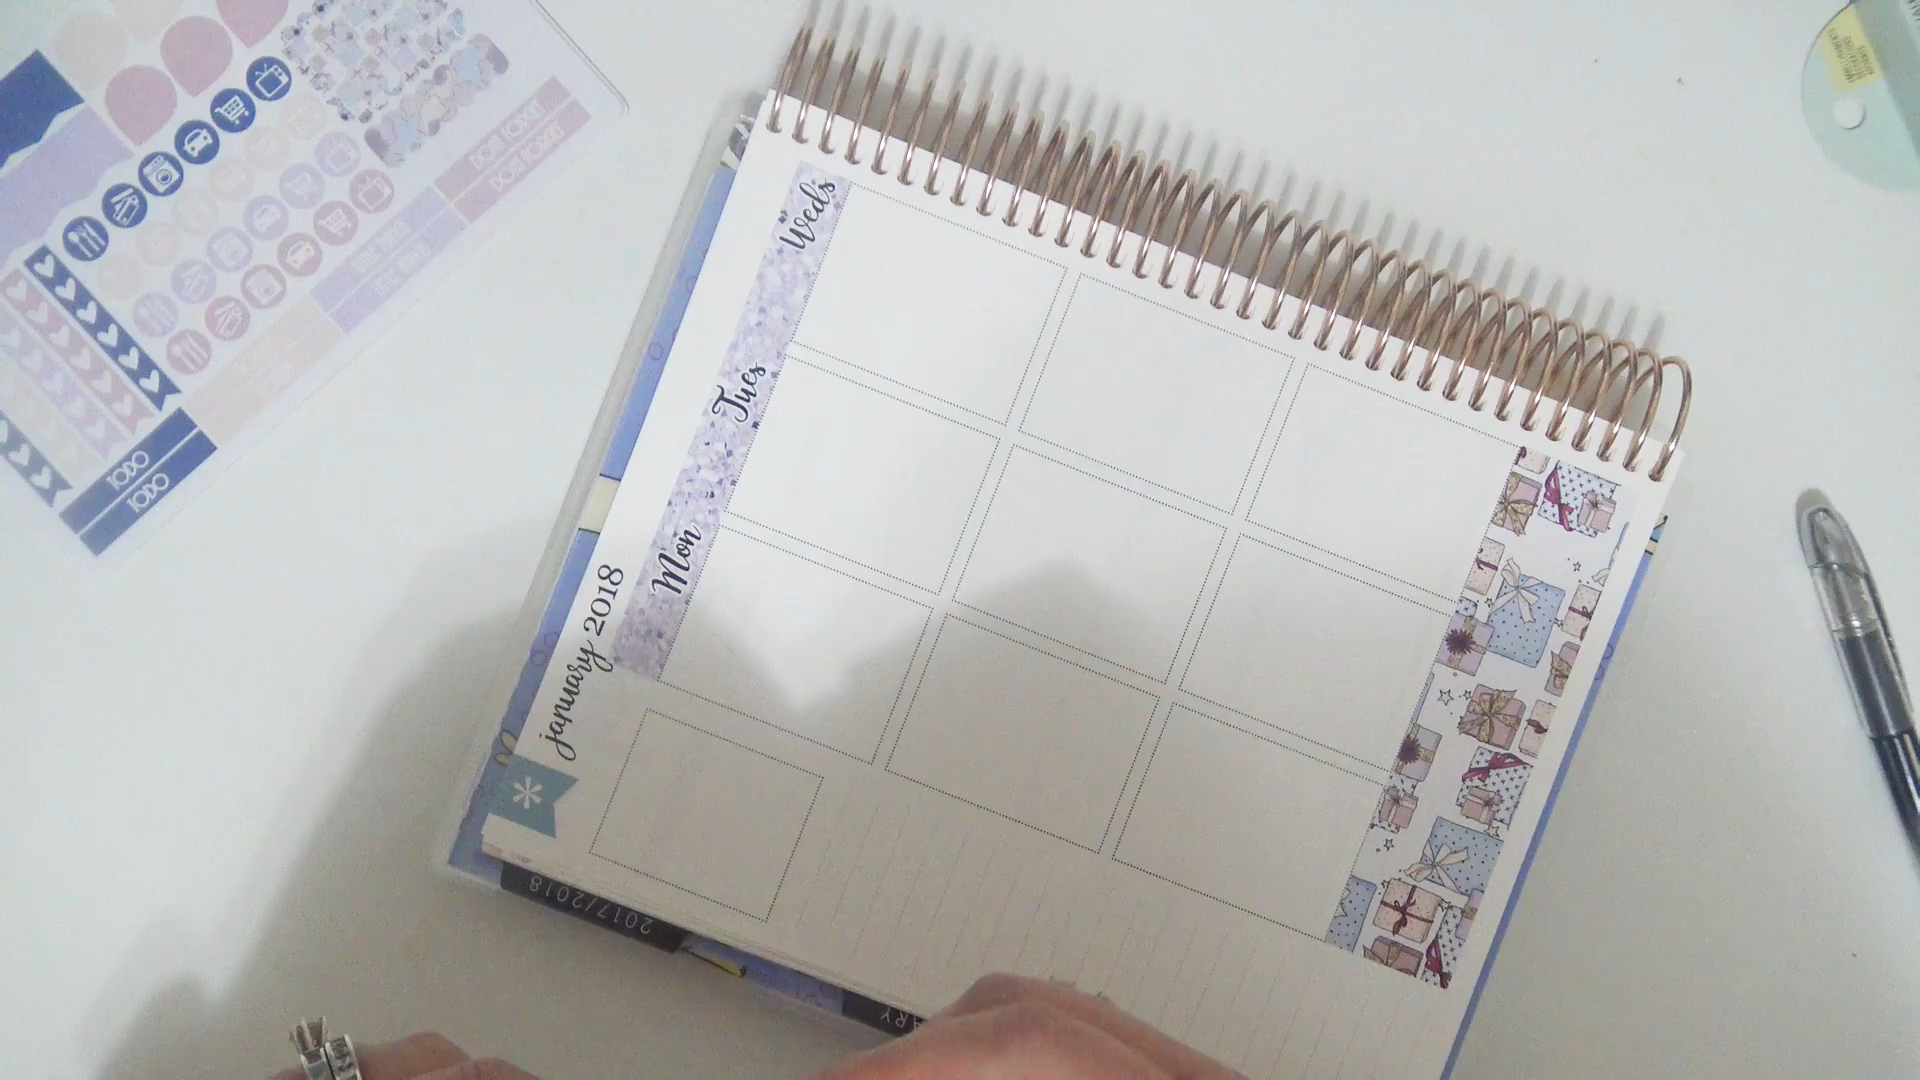 january 2018
Mon
Tues
Weds
TODO
TODO
DON'T FORGET
DON'T FORGET
2017/2018